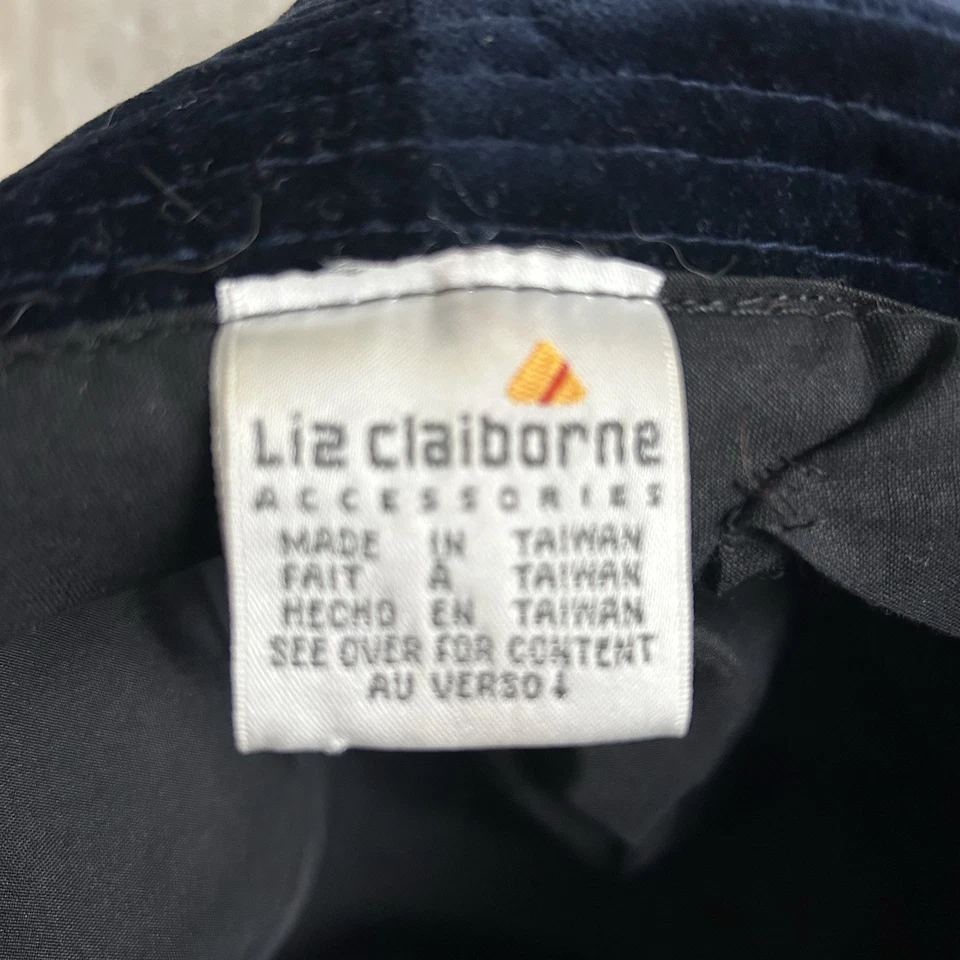 Liz claiborne
ACCESSORIES
MADE IN TAIWAN
FAIT A TAIWAN
HECHO EN TAIWAN
SEE OVER FOR CONTENT
AU VERSO↓